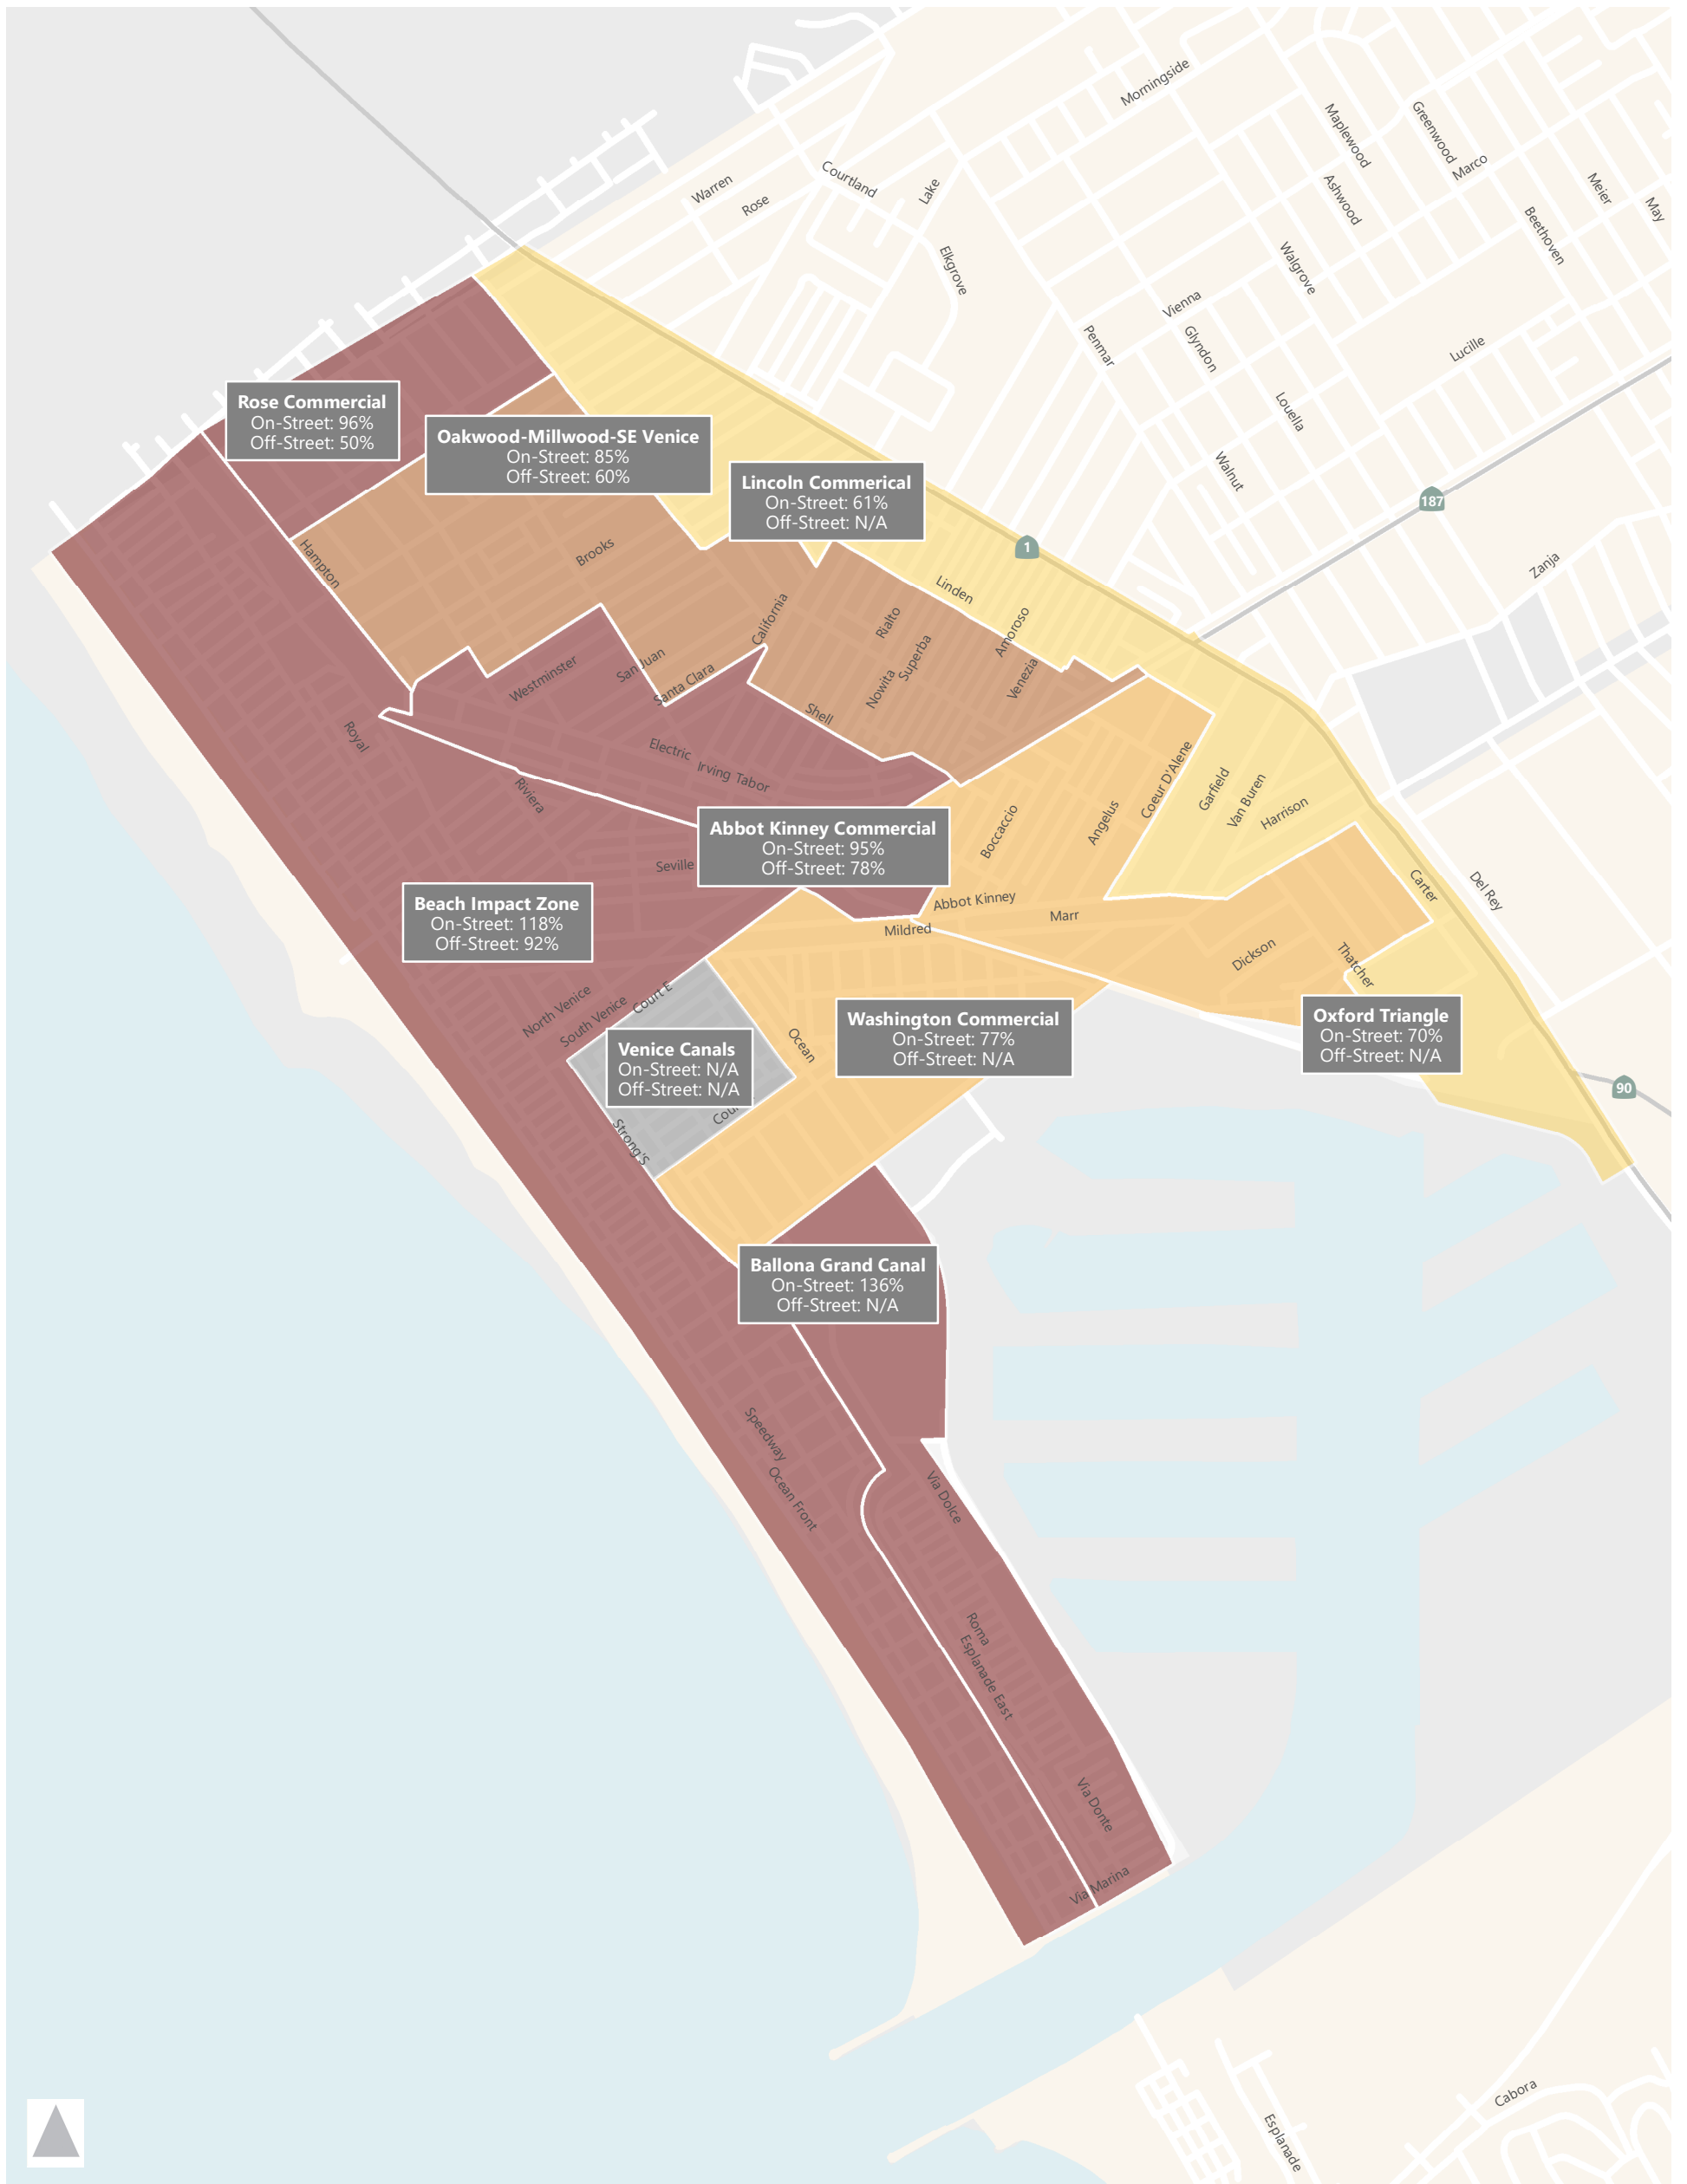 Morningside
Maplewood
Greenwood
Marco
Meier
May
Ashwood
Beethoven
Courtland
Warren
Rose
Lake
Elkgrove
Walgrove
Vienna
Glyndon
Penmar
Lucille
Louella
Walnut
187
Zanja
1
Rose Commercial
On-Street: 96%
Off-Street: 50%
Oakwood-Millwood-SE Venice
On-Street: 85%
Off-Street: 60%
Lincoln Commerical
On-Street: 61%
Off-Street: N/A
Hampton
Brooks
Linden
California
Rialto
Superba
Amoroso
Nowita
Venezia
Westminster
San Juan
Santa Clara
Shell
Royal
Electric
Irving Tabor
Riviera
Coeur D'Alene
Garfield
Van Buren
Harrison
Boccaccio
Angelus
Abbot Kinney Commercial
On-Street: 95%
Off-Street: 78%
Seville
Carter
Del Rey
Beach Impact Zone
On-Street: 118%
Off-Street: 92%
Abbot Kinney
Marr
Mildred
Dickson
Thatcher
North Venice
South Venice
Court E
Ocean
Washington Commercial
On-Street: 77%
Off-Street: N/A
Oxford Triangle
On-Street: 70%
Off-Street: N/A
Venice Canals
On-Street: N/A
Off-Street: N/A
90
Strong'S
Ballona Grand Canal
On-Street: 136%
Off-Street: N/A
Speedway
Ocean Front
Via Dolce
Roma
Esplanade East
Via Donte
Via Marina
Cabora
Esplanade